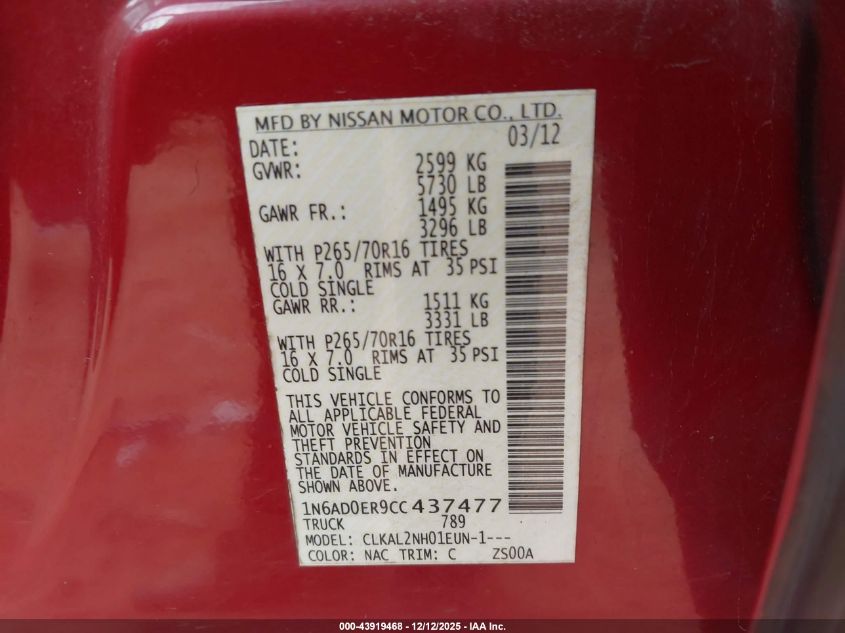 MFD BY NISSAN MOTOR CO., LTD.
DATE: 03/12
GVWR: 2599 KG
5730 LB
GAWR FR.: 1495 KG
3296 LB
WITH P265/70R16 TIRES
16 X 7.0 RIMS AT 35 PSI
COLD SINGLE
GAWR RR.: 1511 KG
3331 LB
WITH P265/70R16 TIRES
16 X 7.0 RIMS AT 35 PSI
COLD SINGLE
THIS VEHICLE CONFORMS TO
ALL APPLICABLE FEDERAL
MOTOR VEHICLE SAFETY AND
THEFT PREVENTION
STANDARDS IN EFFECT ON
THE DATE OF MANUFACTURE
SHOWN ABOVE.
1N6AD0ER9CC437477
TRUCK 789
MODEL: CLKAL2NH01EUN-1---
COLOR: NAC TRIM: C ZS00A
000-43919468 - 12/12/2025 - IAA Inc.